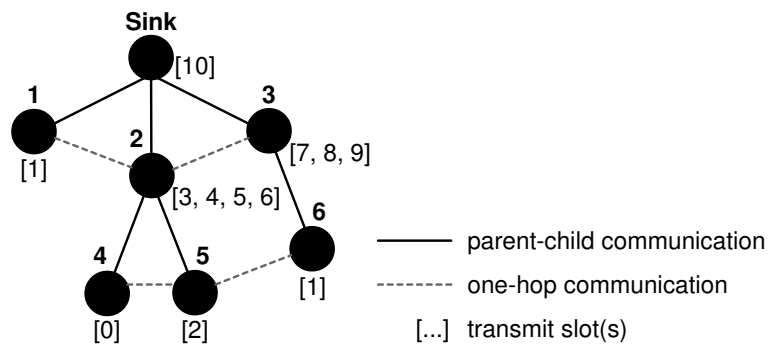 Sink
[10]
1
[1]
2
[3, 4, 5, 6]
3
[7, 8, 9]
4
[0]
5
[2]
6
[1]
parent-child communication
one-hop communication
[...] transmit slot(s)